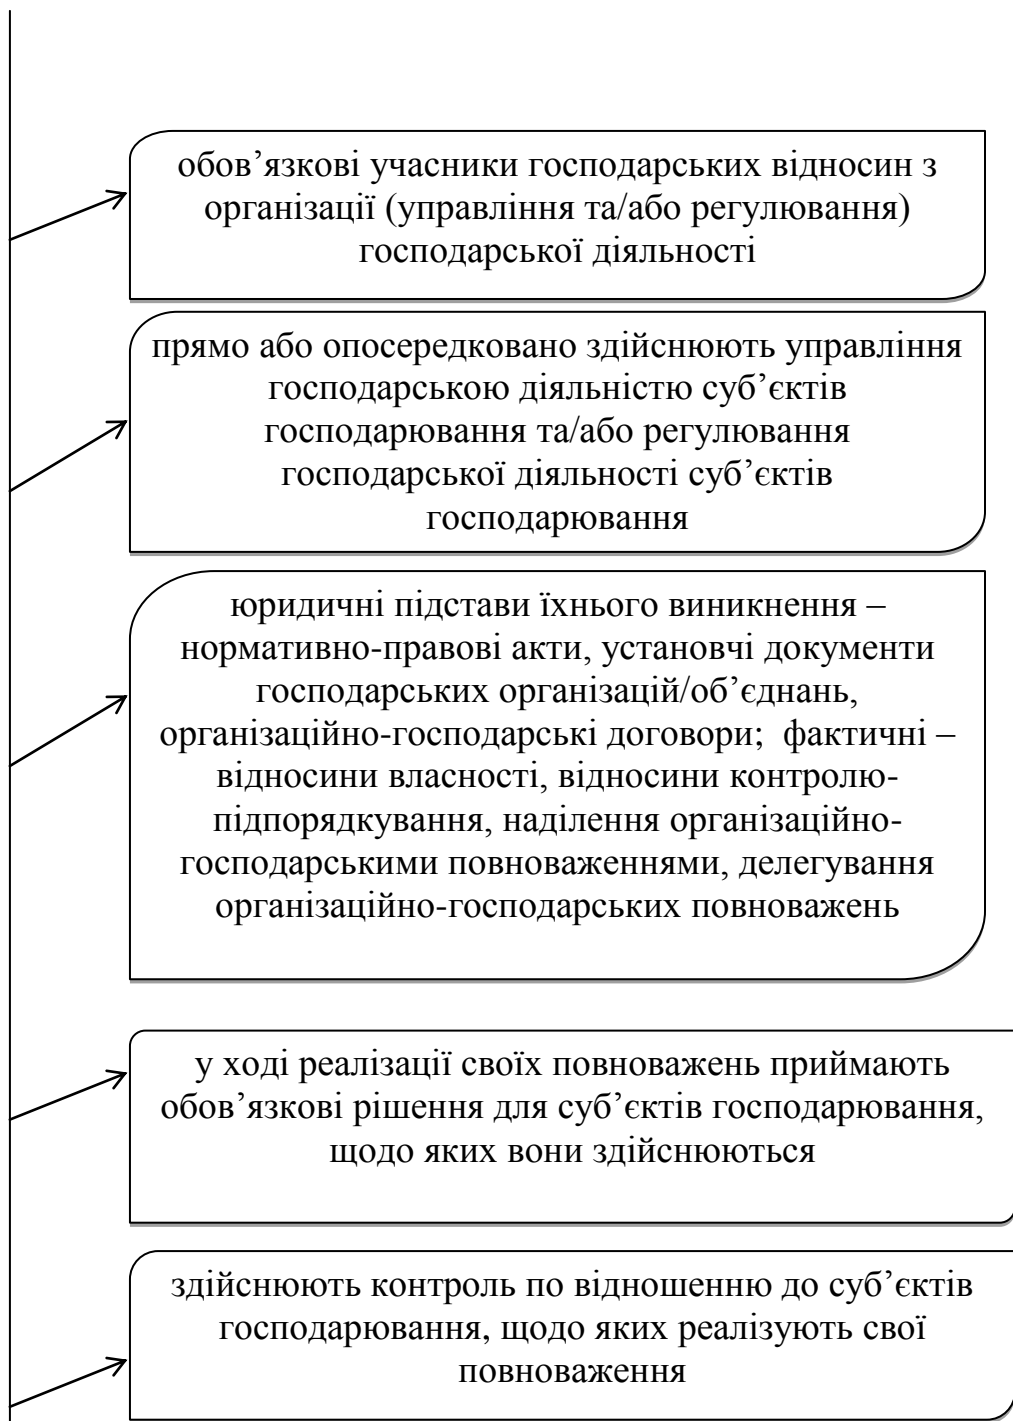 обов’язкові учасники господарських відносин з
організації (управління та/або регулювання)
господарської діяльності
прямо або опосередковано здійснюють управління
господарською діяльністю суб’єктів
господарювання та/або регулювання
господарської діяльності суб’єктів
господарювання
юридичні підстави їхнього виникнення –
нормативно-правові акти, установчі документи
господарських організацій/об’єднань,
організаційно-господарські договори;  фактичні –
відносини власності, відносини контролю-
підпорядкування, наділення організаційно-
господарськими повноваженнями, делегування
організаційно-господарських повноважень
у ході реалізації своїх повноважень приймають
обов’язкові рішення для суб’єктів господарювання,
щодо яких вони здійснюються
здійснюють контроль по відношенню до суб’єктів
господарювання, щодо яких реалізують свої
повноваження